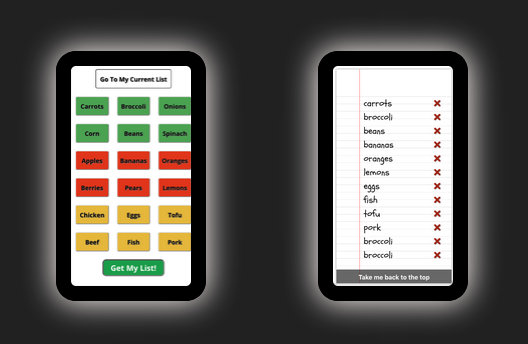 Go To My Current List
Carrots Broccoli Onions
Corn Beans Spinach
Apples Bananas Oranges
Berries Pears Lemons
Chicken Eggs Tofu
Beef Fish Pork
Get My List!
carrots
broccoli
beans
bananas
oranges
lemons
eggs
fish
tofu
pork
broccoli
broccoli
Take me back to the top